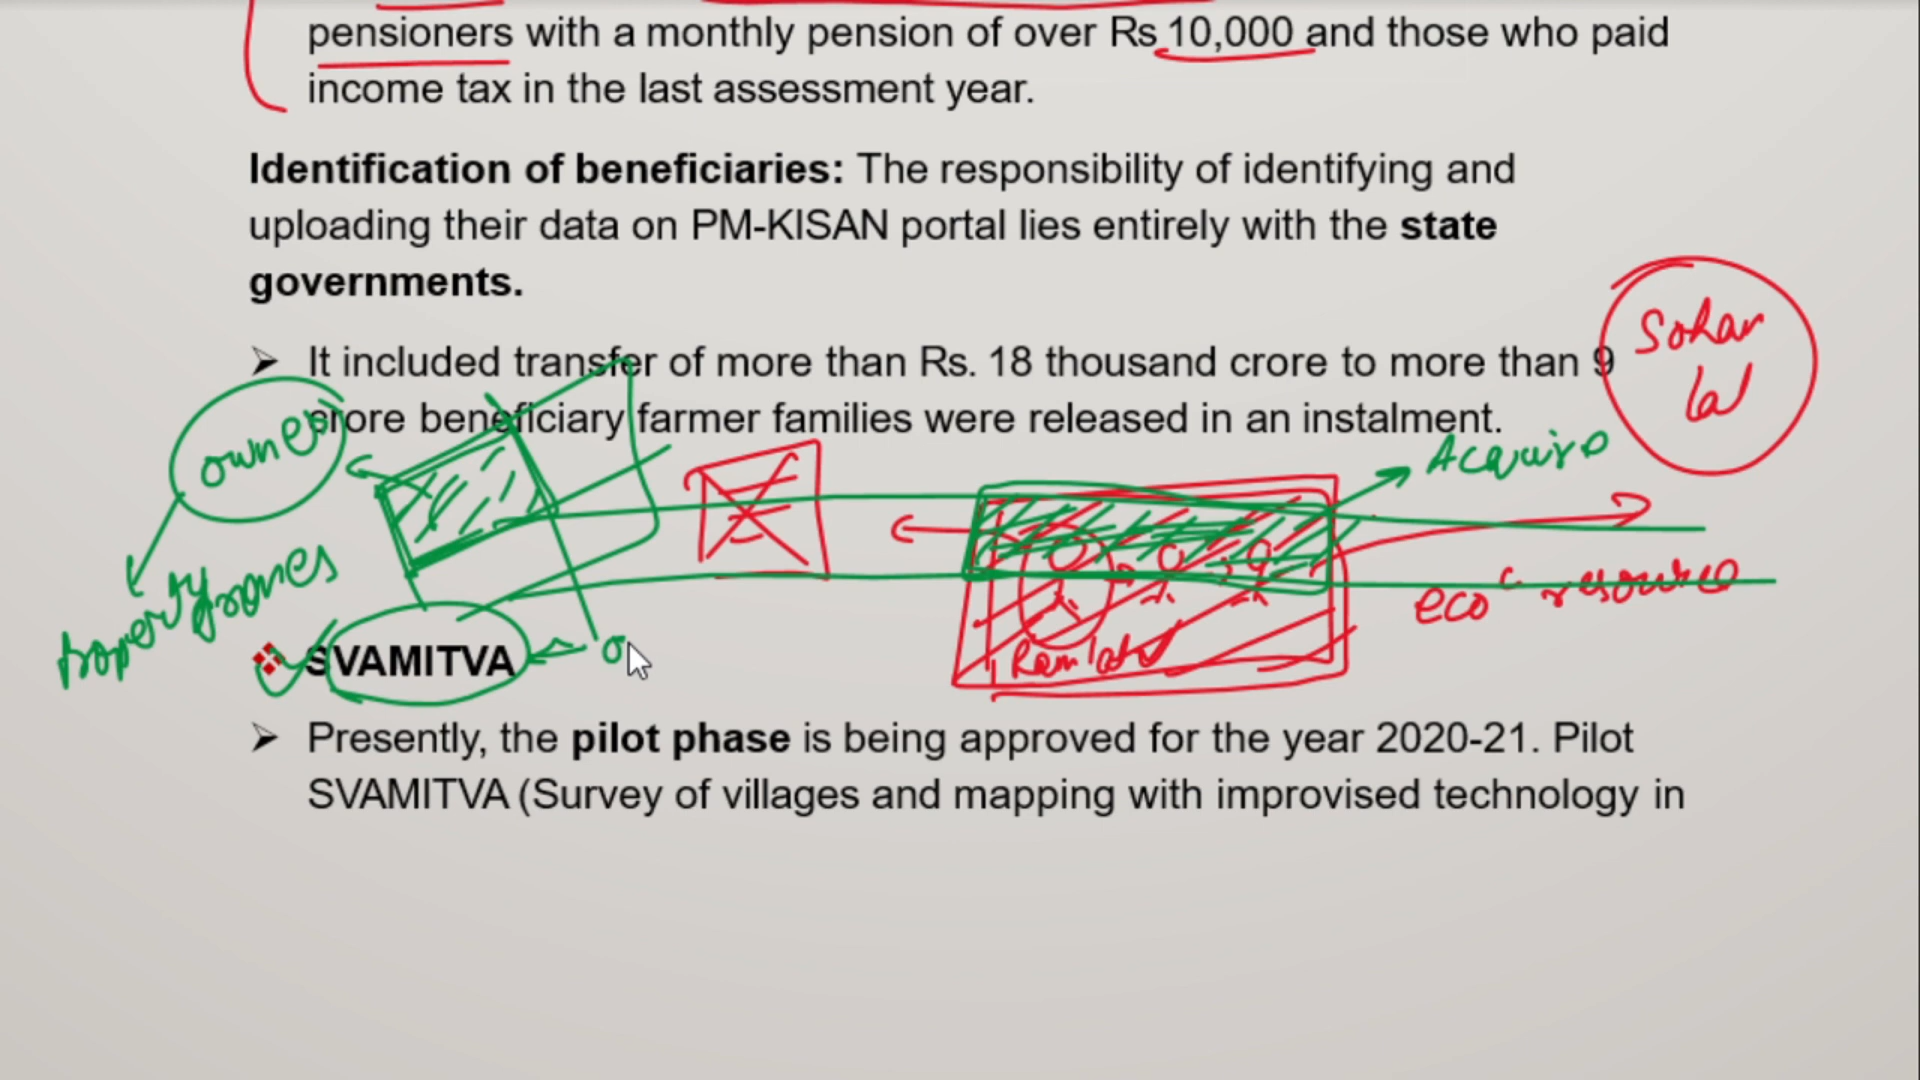 pensioners with a monthly pension of over Rs 10,000 and those who paid
income tax in the last assessment year.
Identification of beneficiaries: The responsibility of identifying and
uploading their data on PM-KISAN portal lies entirely with the state
governments.
Sohan
lal
It included transfer of more than Rs. 18 thousand crore to more than 9
crore beneficiary farmer families were released in an instalment.
owner
Acquire
property
eco resource
Ram lal
SVAMITVA
Presently, the pilot phase is being approved for the year 2020-21. Pilot
SVAMITVA (Survey of villages and mapping with improvised technology in